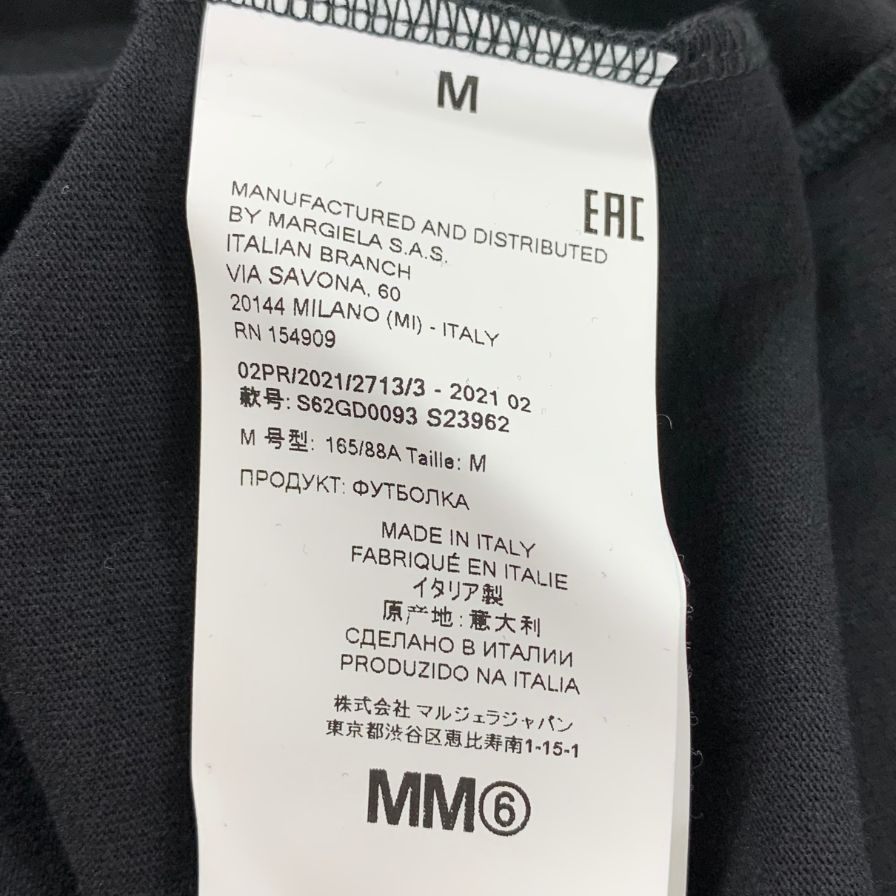 M
EAC
MANUFACTURED AND DISTRIBUTED
BY MARGIELA S.A.S.
ITALIAN BRANCH
VIA SAVONA, 60
20144 MILANO (MI) - ITALY
RN 154909
02PR/2021/2713/3 - 2021 02
款号: S62GD0093 S23962
M 号型: 165/88A Taille: M
ПРОДУКТ: ФУТБОЛКА
MADE IN ITALY
FABRIQUÉ EN ITALIE
イタリア製
原产地: 意大利
СДЕЛАНО В ИТАЛИИ
PRODUZIDO NA ITALIA
株式会社 マルジェラジャパン
東京都渋谷区恵比寿南1-15-1
MM⑥